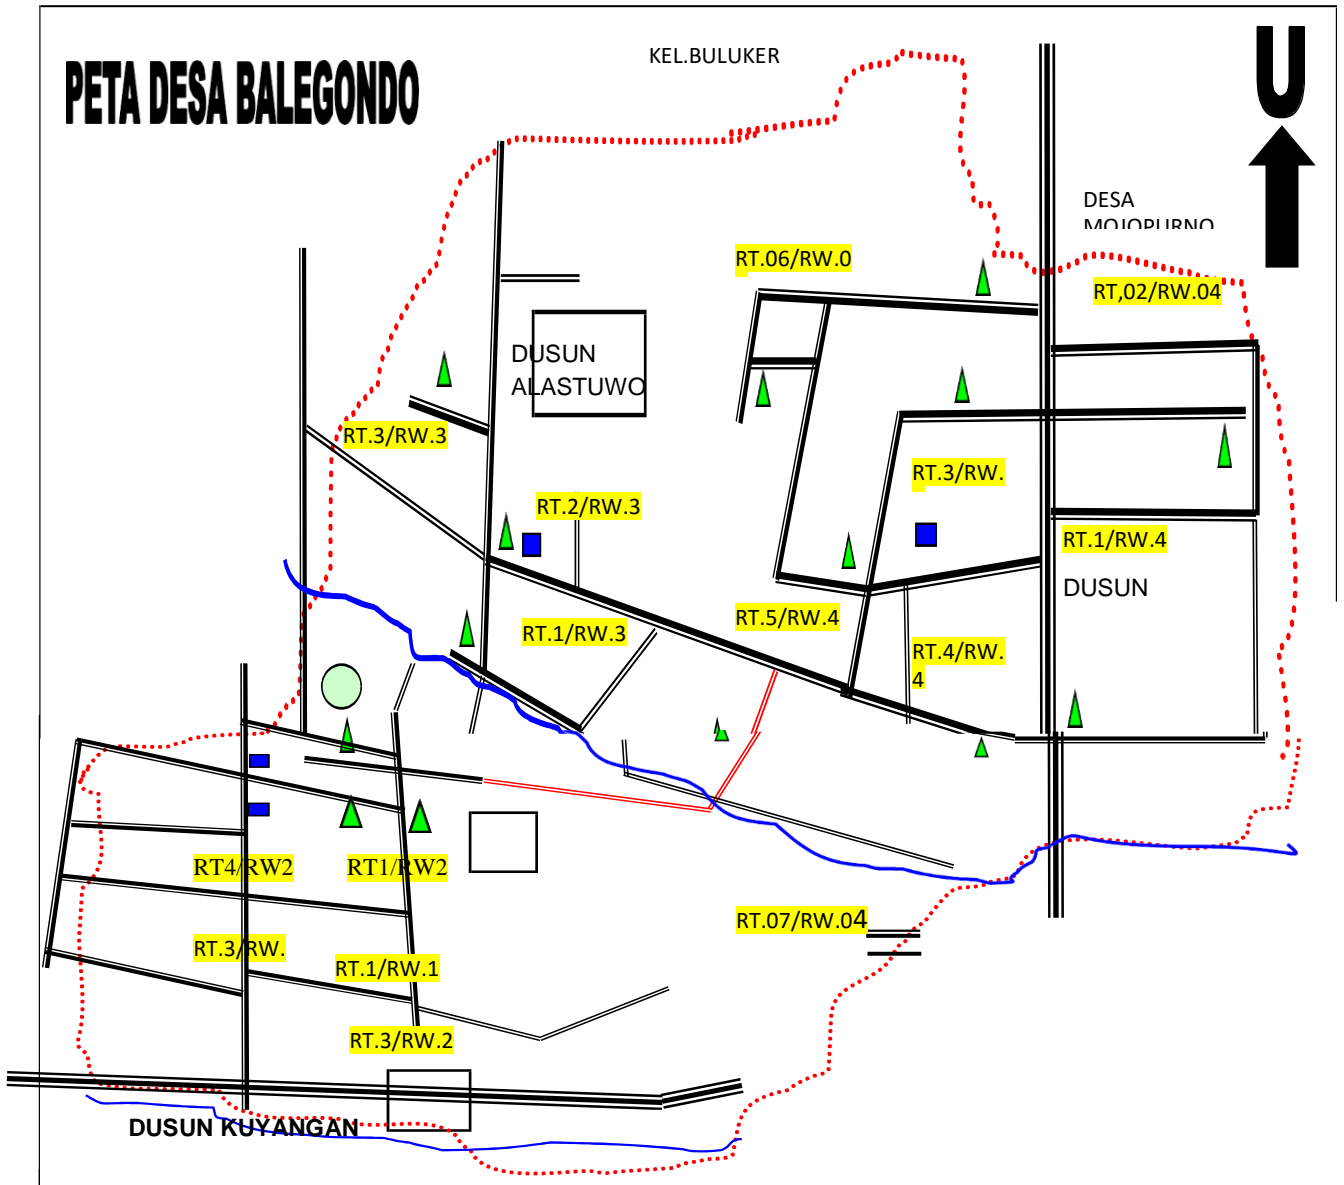 KEL.BULUKER
PETA DESA BALEGONDO
U
DESA
MOJOPURNO
RT.06/RW.0
RT,02/RW.04
DUSUN
ALASTUWO
RT.3/RW.3
RT.3/RW.
RT.2/RW.3
RT.1/RW.4
DUSUN
RT.5/RW.4
RT.1/RW.3
RT.4/RW.
4
RT4/RW2
RT1/RW2
RT.07/RW.04
RT.3/RW.
RT.1/RW.1
RT.3/RW.2
DUSUN KUYANGAN